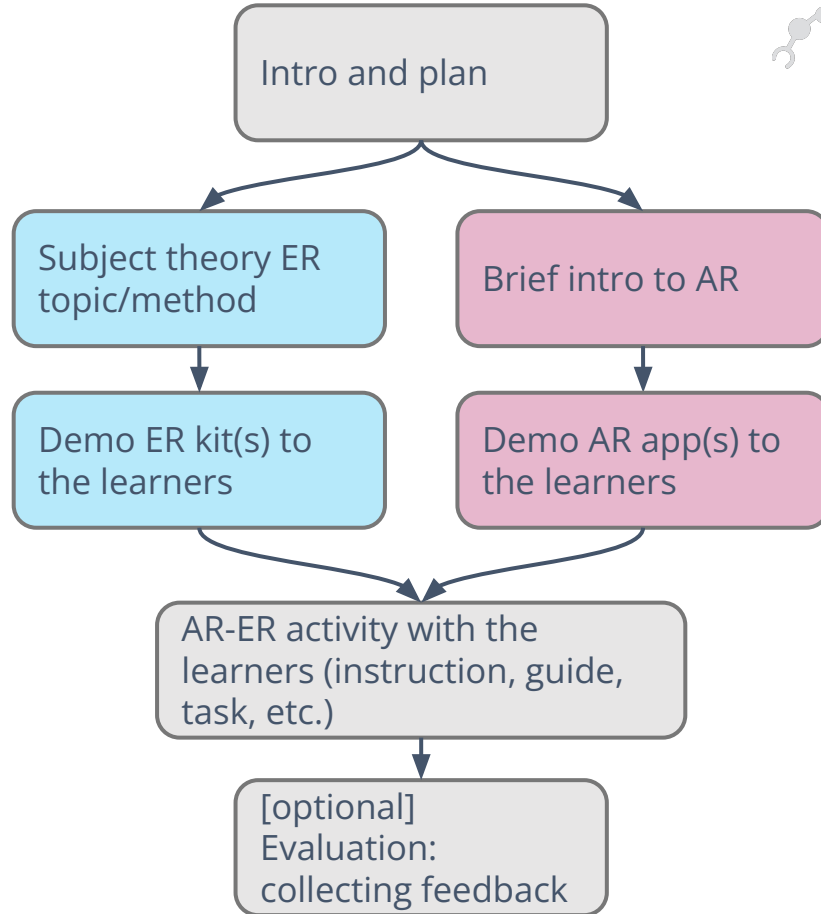 Intro and plan
Subject theory ER
topic/method
Brief intro to AR
Demo ER kit(s) to
the learners
Demo AR app(s) to
the learners
AR-ER activity with the
learners (instruction, guide,
task, etc.)
[optional]
Evaluation:
collecting feedback